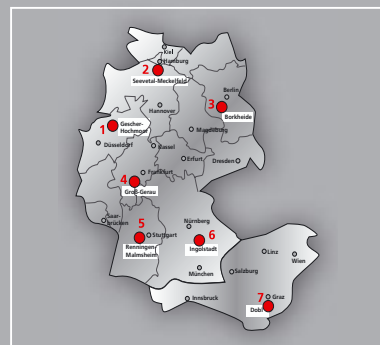 Kiel
Hamburg
2
Seevetal-Meckelfeld
Berlin
3
Hannover
Borkheide
1
Gescher-
Hochmoor
Magdeburg
Düsseldorf
Kassel
Erfurt
Dresden
4
Frankfurt
Groß-Gerau
Saar-
brücken
5
Nürnberg
6
Stuttgart
Renningen-
Malmsheim
Ingolstadt
Linz
Wien
München
Salzburg
Innsbruck
7
Graz
Dobl